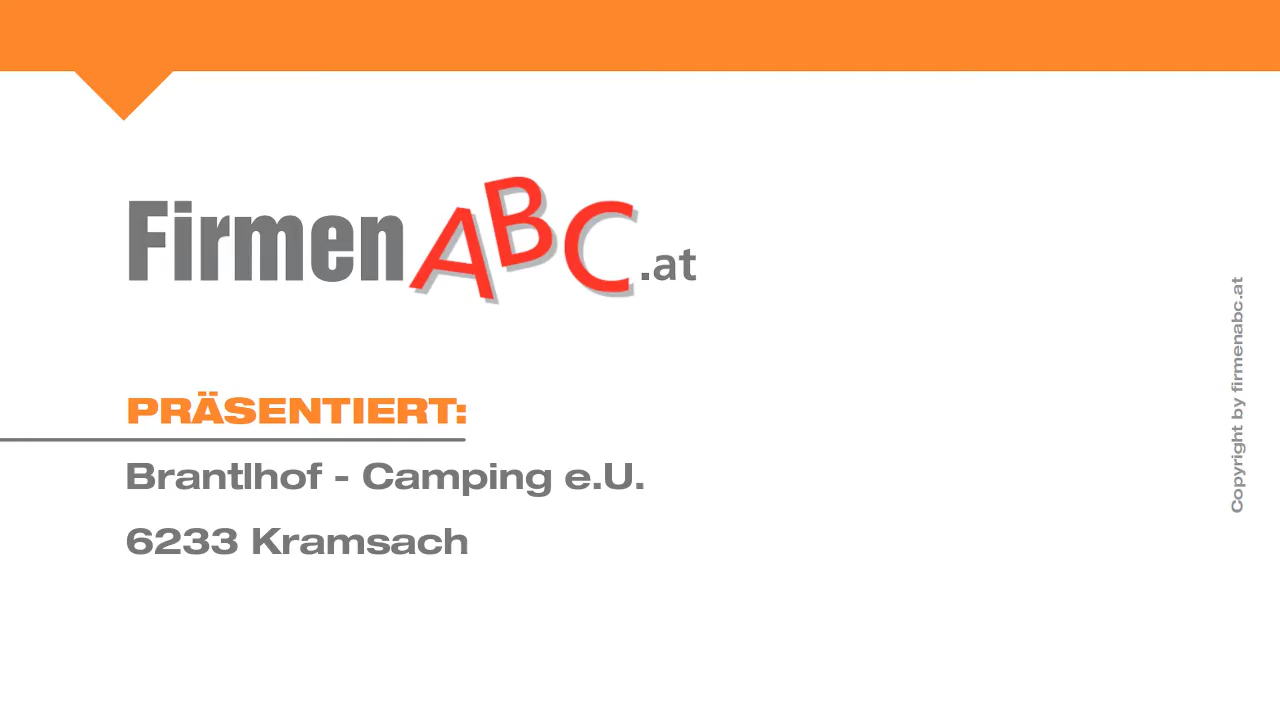 FirmenABC.at
PRÄSENTIERT:
Brantlhof - Camping e.U.
6233 Kramsach
Copyright by firmenabc.at